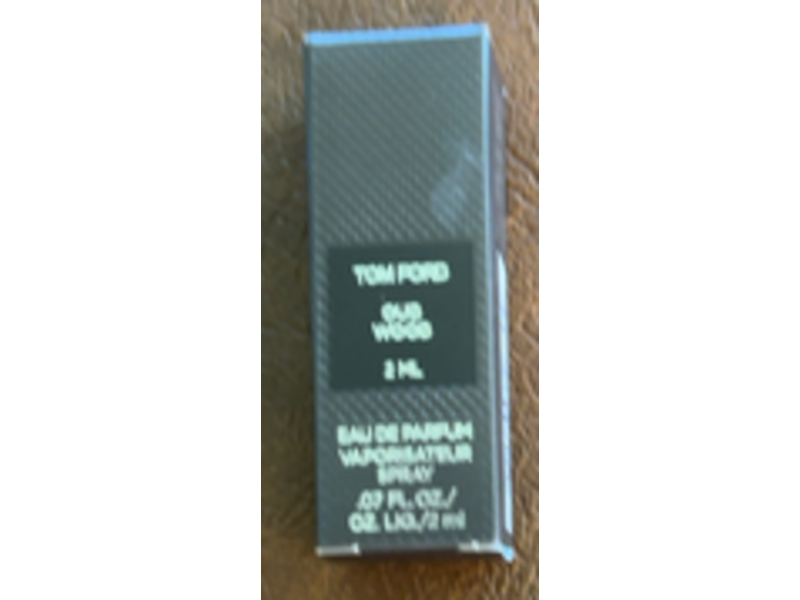 TOM FORD
OUD
WOOD
2 ML
EAU DE PARFUM
VAPORISATEUR
SPRAY
.07 FL. OZ./
OZ. LIQ./2 ml